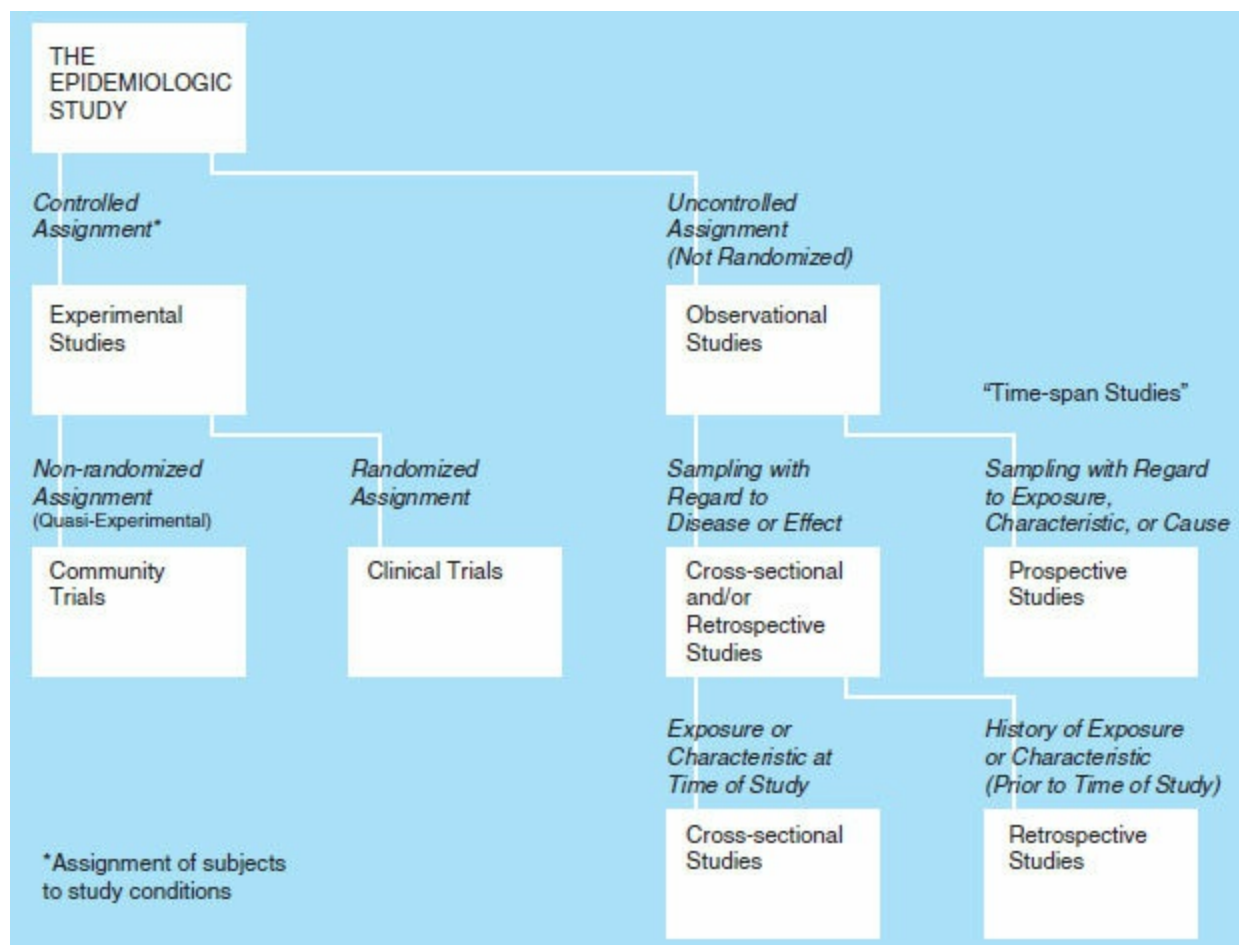 THE
EPIDEMIOLOGIC
STUDY
Controlled
Assignment*
Uncontrolled
Assignment
(Not Randomized)
Experimental
Studies
Observational
Studies
“Time-span Studies”
Non-randomized
Assignment
(Quasi-Experimental)
Randomized
Assignment
Sampling with
Regard to
Disease or Effect
Sampling with Regard
to Exposure,
Characteristic, or Cause
Community
Trials
Clinical Trials
Cross-sectional
and/or
Retrospective
Studies
Prospective
Studies
Exposure or
Characteristic at
Time of Study
History of Exposure
or Characteristic
(Prior to Time of Study)
Cross-sectional
Studies
Retrospective
Studies
*Assignment of subjects
to study conditions